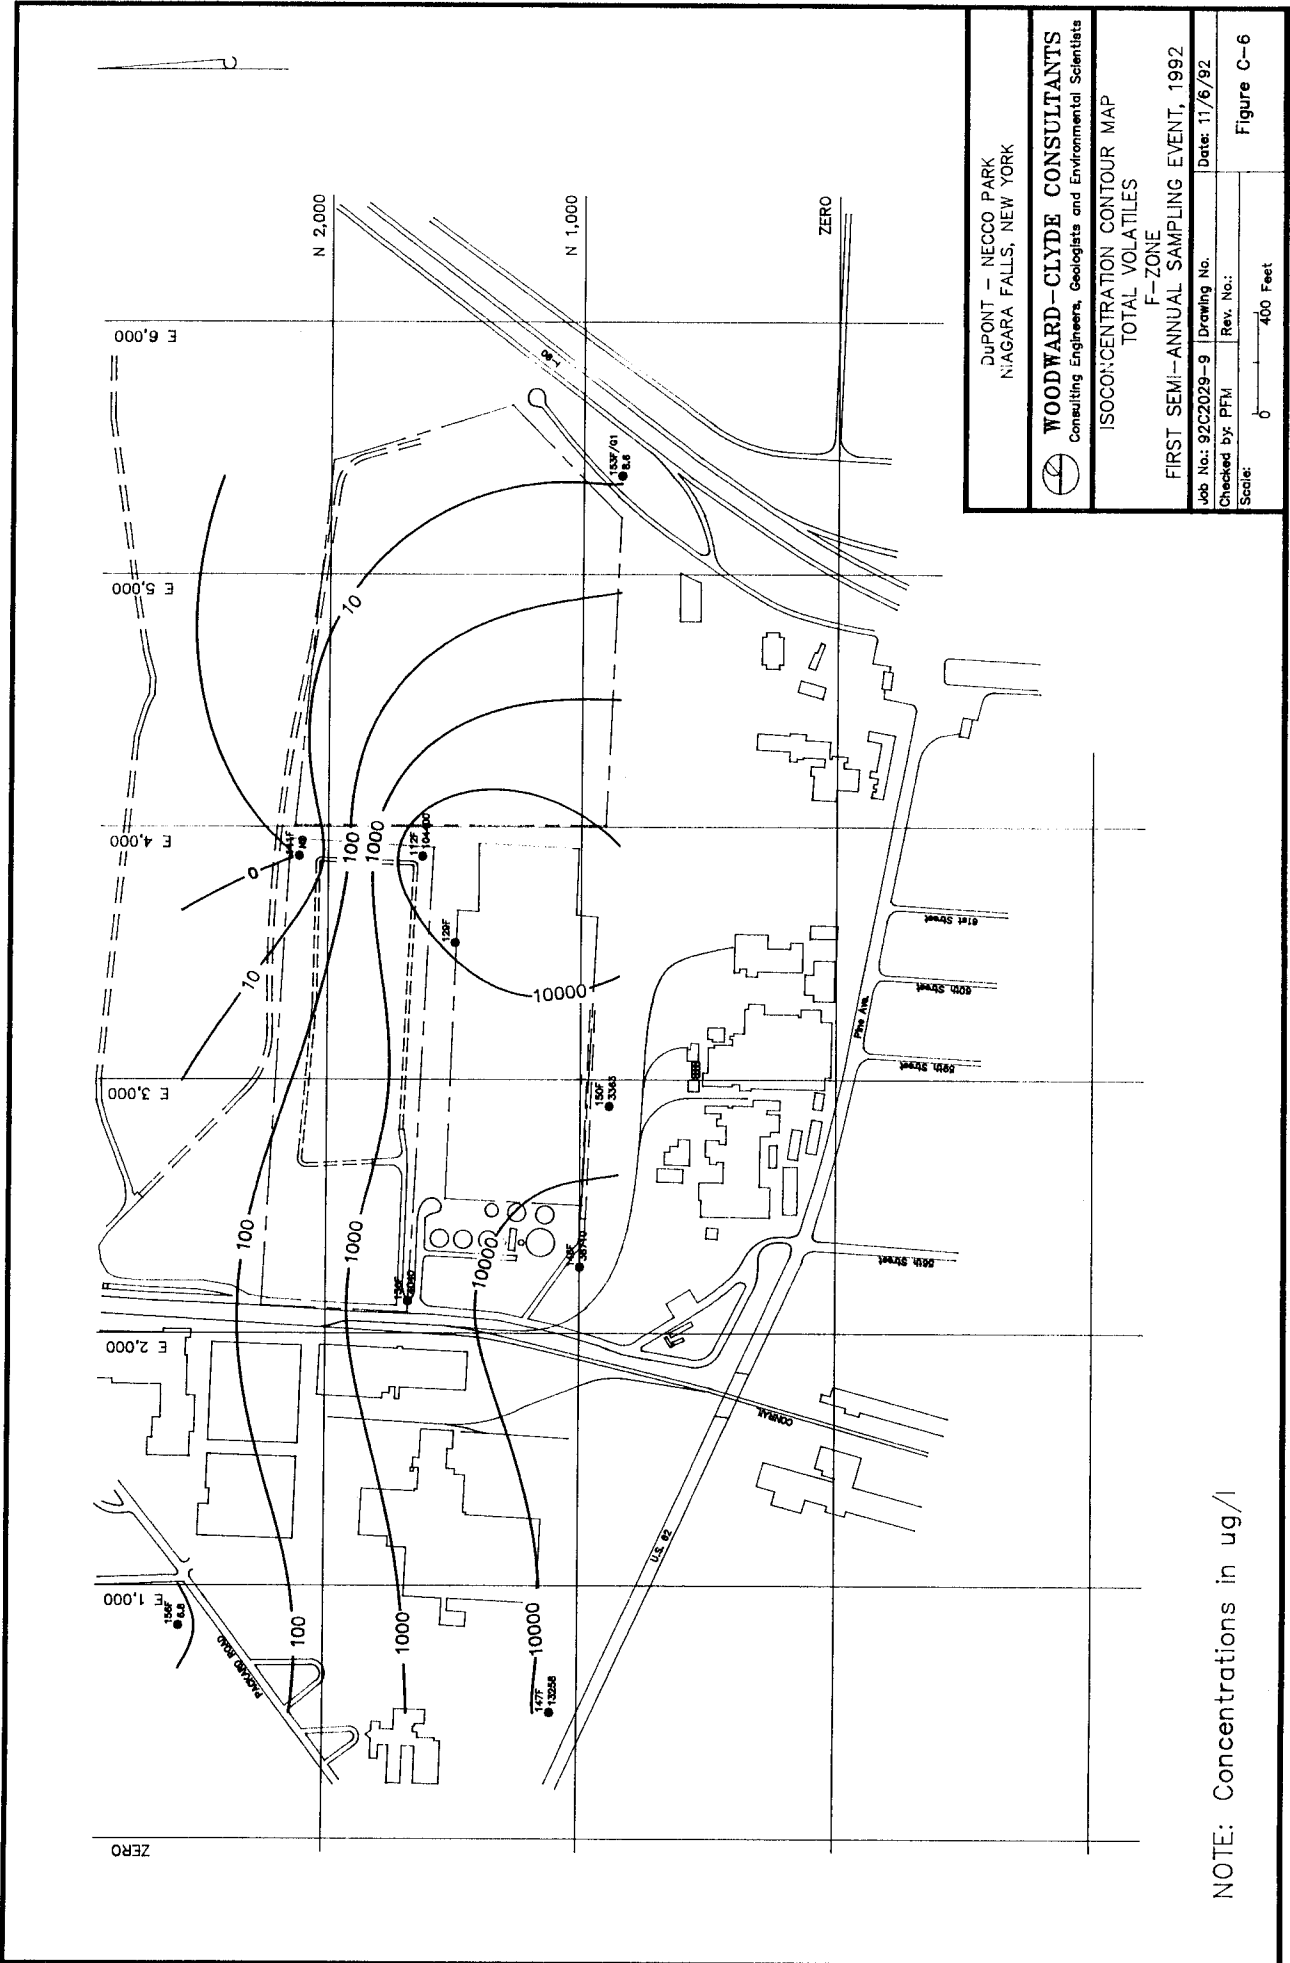 DuPONT – NECCO PARK
NIAGARA FALLS, NEW YORK
WOODWARD–CLYDE CONSULTANTS
Consulting Engineers, Geologists and Environmental Scientists
ISOCONCENTRATION CONTOUR MAP
TOTAL VOLATILES
F–ZONE
FIRST SEMI–ANNUAL SAMPLING EVENT, 1992
Job No.: 92C2029–9
Drawing No.
Date: 11/6/92
Checked by: PFM
Rev. No.:
Scale:
0
400 Feet
Figure C–6
NOTE: Concentrations in ug/l
N 2,000
N 1,000
ZERO
E 6,000
E 5,000
E 4,000
E 3,000
E 2,000
E 1,000
ZERO
I-90
153F/G1
8.6
10
0
10
100
1000
112F
129F
10000
150F
3363
100
1000
10000
100
1000
10000
147F
13258
156F
6.8
PACKARD ROAD
U.S. 62
CONRAIL
Pine Ave.
61st Street
60th Street
59th Street
56th Street